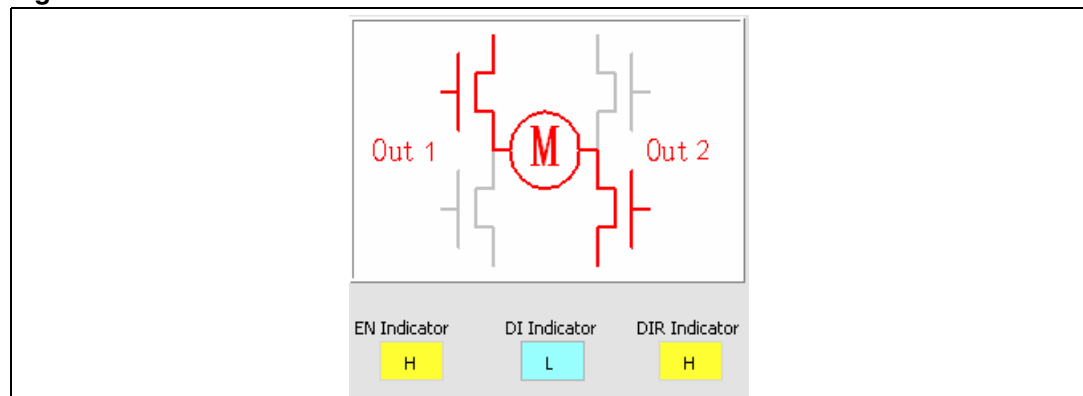 Out 1 M Out 2
EN Indicator DI Indicator DIR Indicator
H L H